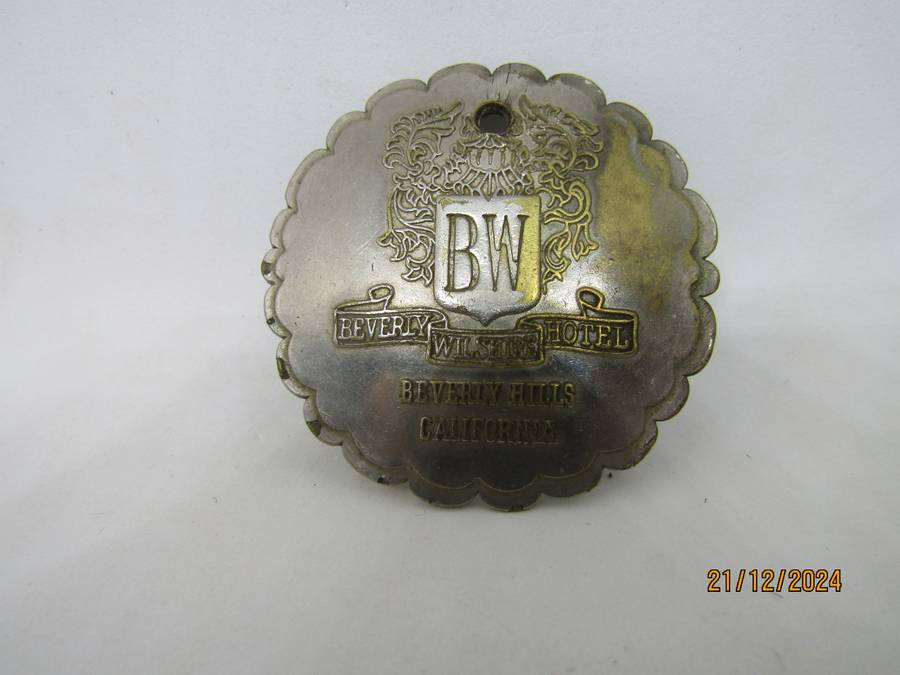 BW
BEVERLY WILSHIRE HOTEL
BEVERLY HILLS
CALIFORNIA
21/12/2024